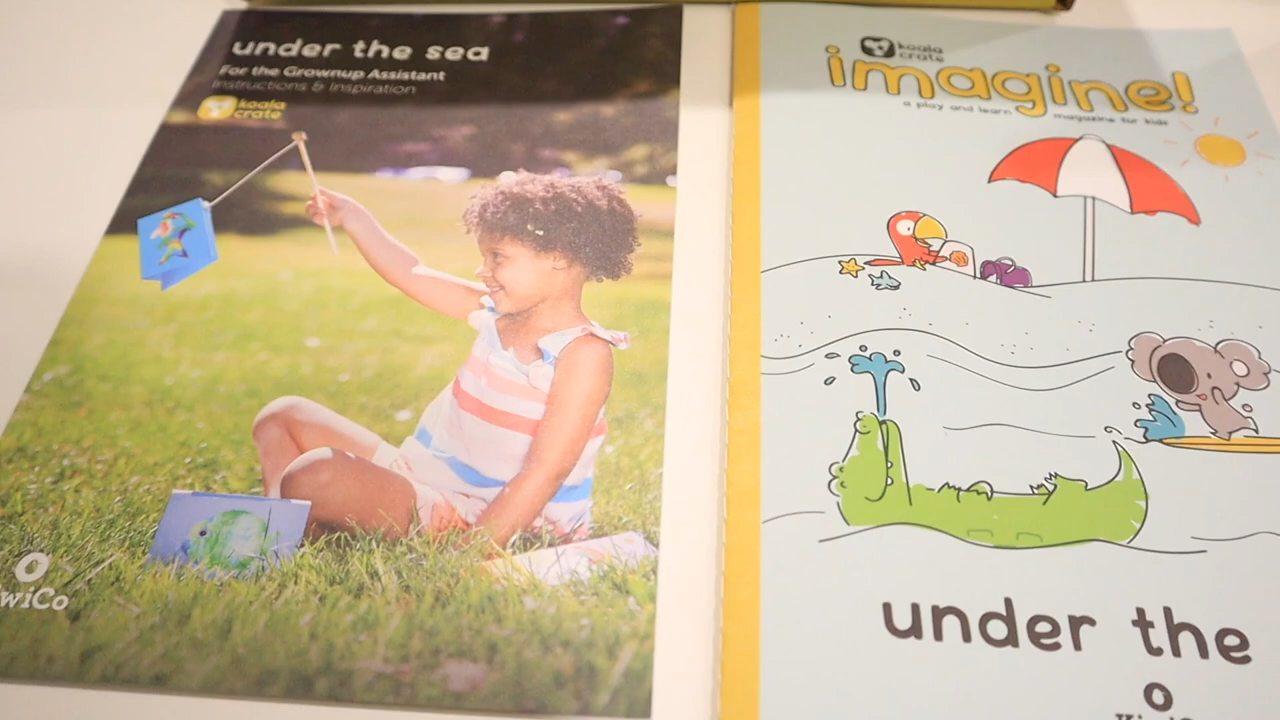 under the sea
For the Grownup Assistant
Instructions & Inspiration
koala
crate
wiCo
koala
crate
imagine!
a play and learn magazine for kids
under the